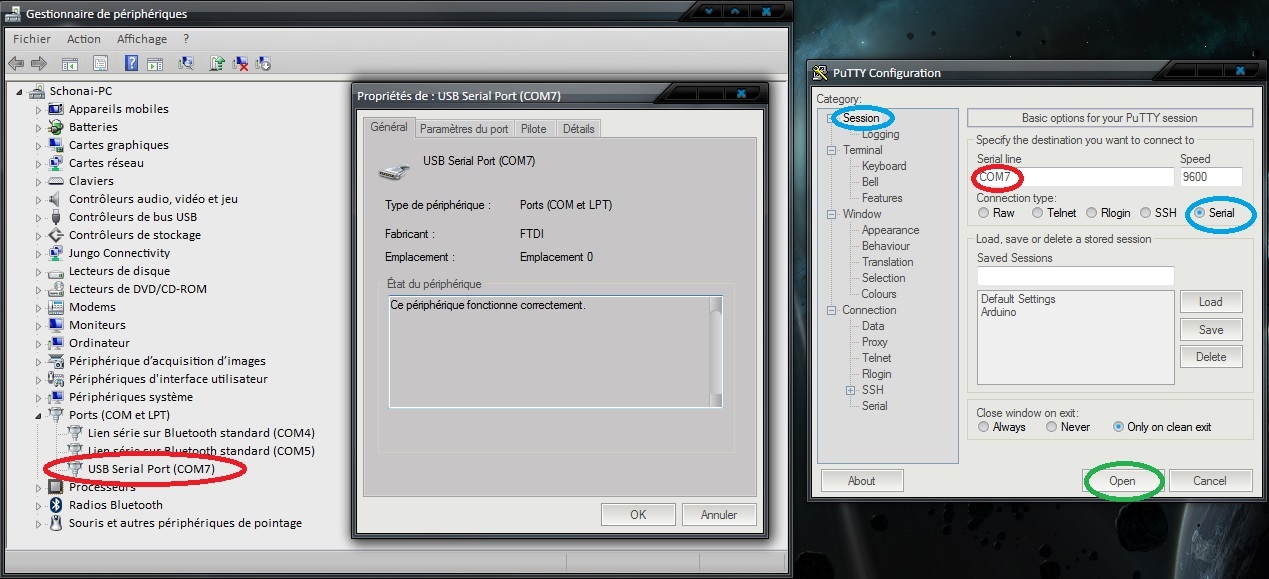 Gestionnaire de périphériques
Fichier Action Affichage ?
Schonai-PC
Appareils mobiles
Batteries
Cartes graphiques
Cartes réseau
Claviers
Contrôleurs audio, vidéo et jeu
Contrôleurs de bus USB
Contrôleurs de stockage
Jungo Connectivity
Lecteurs de disque
Lecteurs de DVD/CD-ROM
Modems
Moniteurs
Ordinateur
Périphérique d’acquisition d’images
Périphériques d'interface utilisateur
Périphériques système
Ports (COM et LPT)
Lien série sur Bluetooth standard (COM4)
Lien série sur Bluetooth standard (COM5)
USB Serial Port (COM7)
Processeurs
Radios Bluetooth
Souris et autres périphériques de pointage
Propriétés de : USB Serial Port (COM7)
Général Paramètres du port Pilote Détails
USB Serial Port (COM7)
Type de périphérique : Ports (COM et LPT)
Fabricant : FTDI
Emplacement : Emplacement 0
État du périphérique
Ce périphérique fonctionne correctement.
OK Annuler
PuTTY Configuration
Category:
Session
Logging
Terminal
Keyboard
Bell
Features
Window
Appearance
Behaviour
Translation
Selection
Colours
Connection
Data
Proxy
Telnet
Rlogin
SSH
Serial
Basic options for your PuTTY session
Specify the destination you want to connect to
Serial line Speed
COM7 9600
Connection type:
Raw Telnet Rlogin SSH Serial
Load, save or delete a stored session
Saved Sessions
Default Settings
Arduino
Load
Save
Delete
Close window on exit:
Always Never Only on clean exit
About Open Cancel